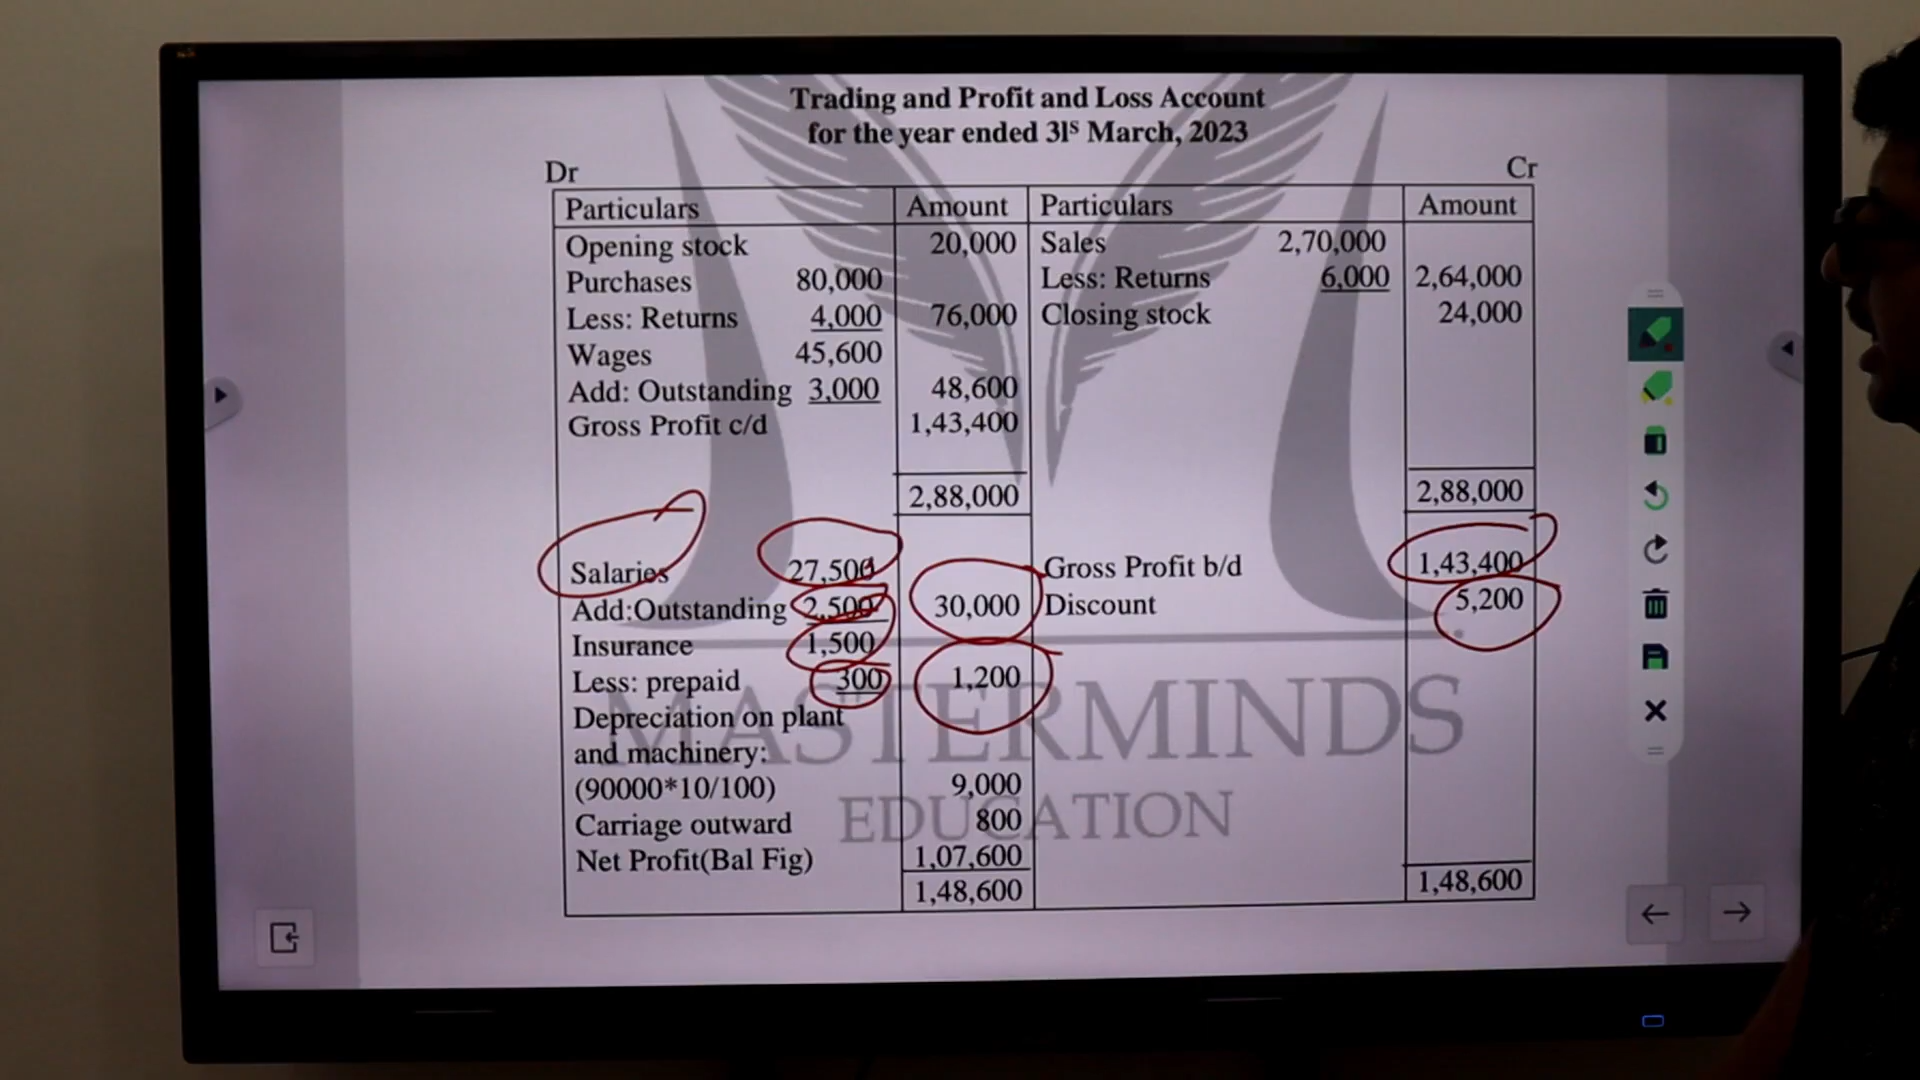 Trading and Profit and Loss Account
for the year ended 3lS March, 2023
Dr Cr
Particulars Amount Particulars Amount
Opening stock 20,000 Sales 2,70,000
Purchases 80,000 Less: Returns 6,000 2,64,000
Less: Returns 4,000 76,000 Closing stock 24,000
Wages 45,600
Add: Outstanding 3,000 48,600
Gross Profit c/d 1,43,400
2,88,000 2,88,000
Salaries 27,500 Gross Profit b/d 1,43,400
Add:Outstanding 2,500 30,000 Discount 5,200
Insurance 1,500
Less: prepaid 300 1,200
Depreciation on plant
and machinery:
(90000*10/100) 9,000
Carriage outward 800
Net Profit(Bal Fig) 1,07,600
1,48,600 1,48,600
MASTERMINDS
EDUCATION